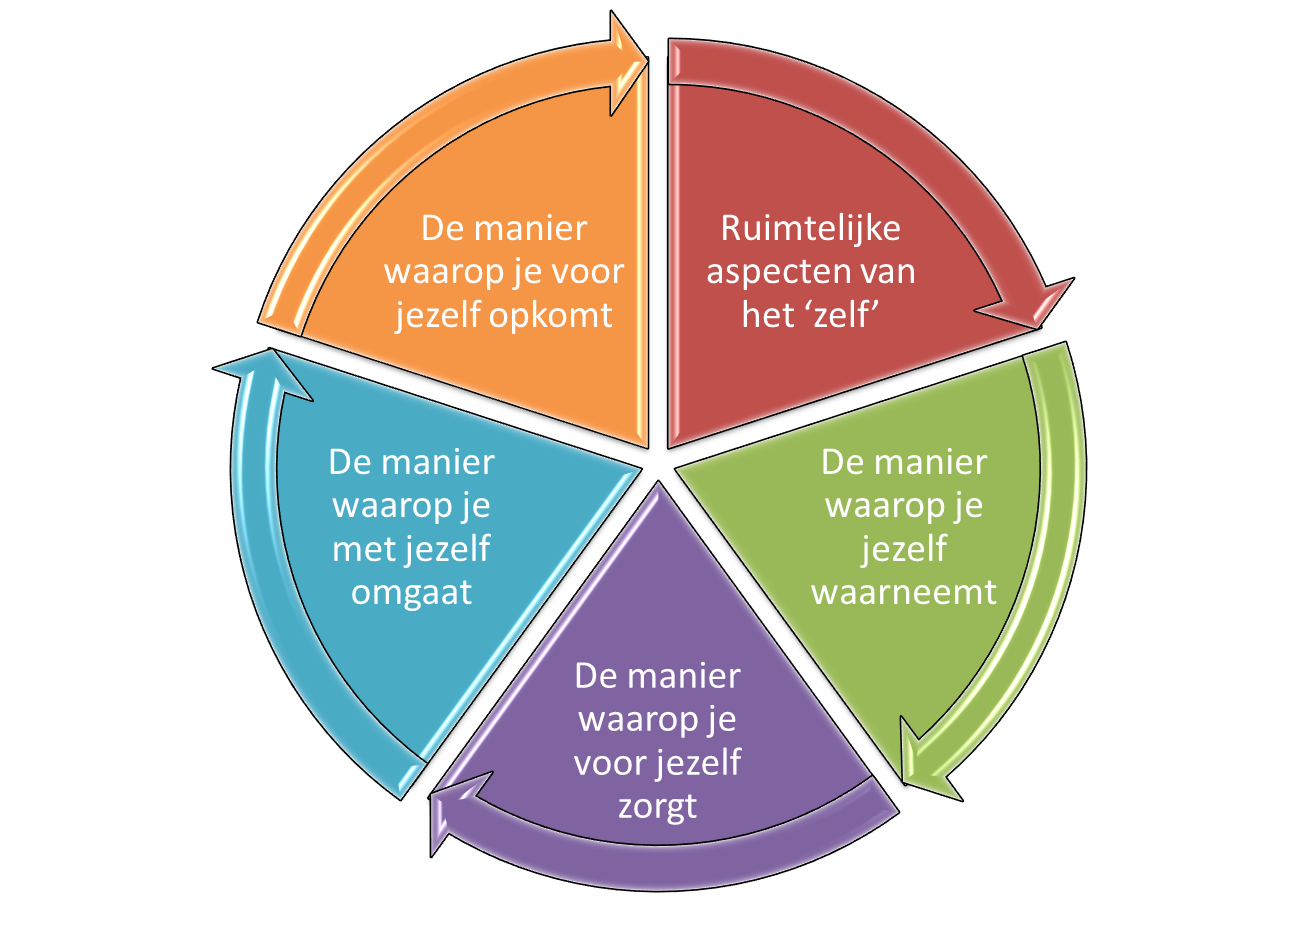 De manier
waarop je voor
jezelf opkomt
Ruimtelijke
aspecten van
het ‘zelf’
De manier
waarop je
met jezelf
omgaat
De manier
waarop je
jezelf
waarneemt
De manier
waarop je
voor jezelf
zorgt